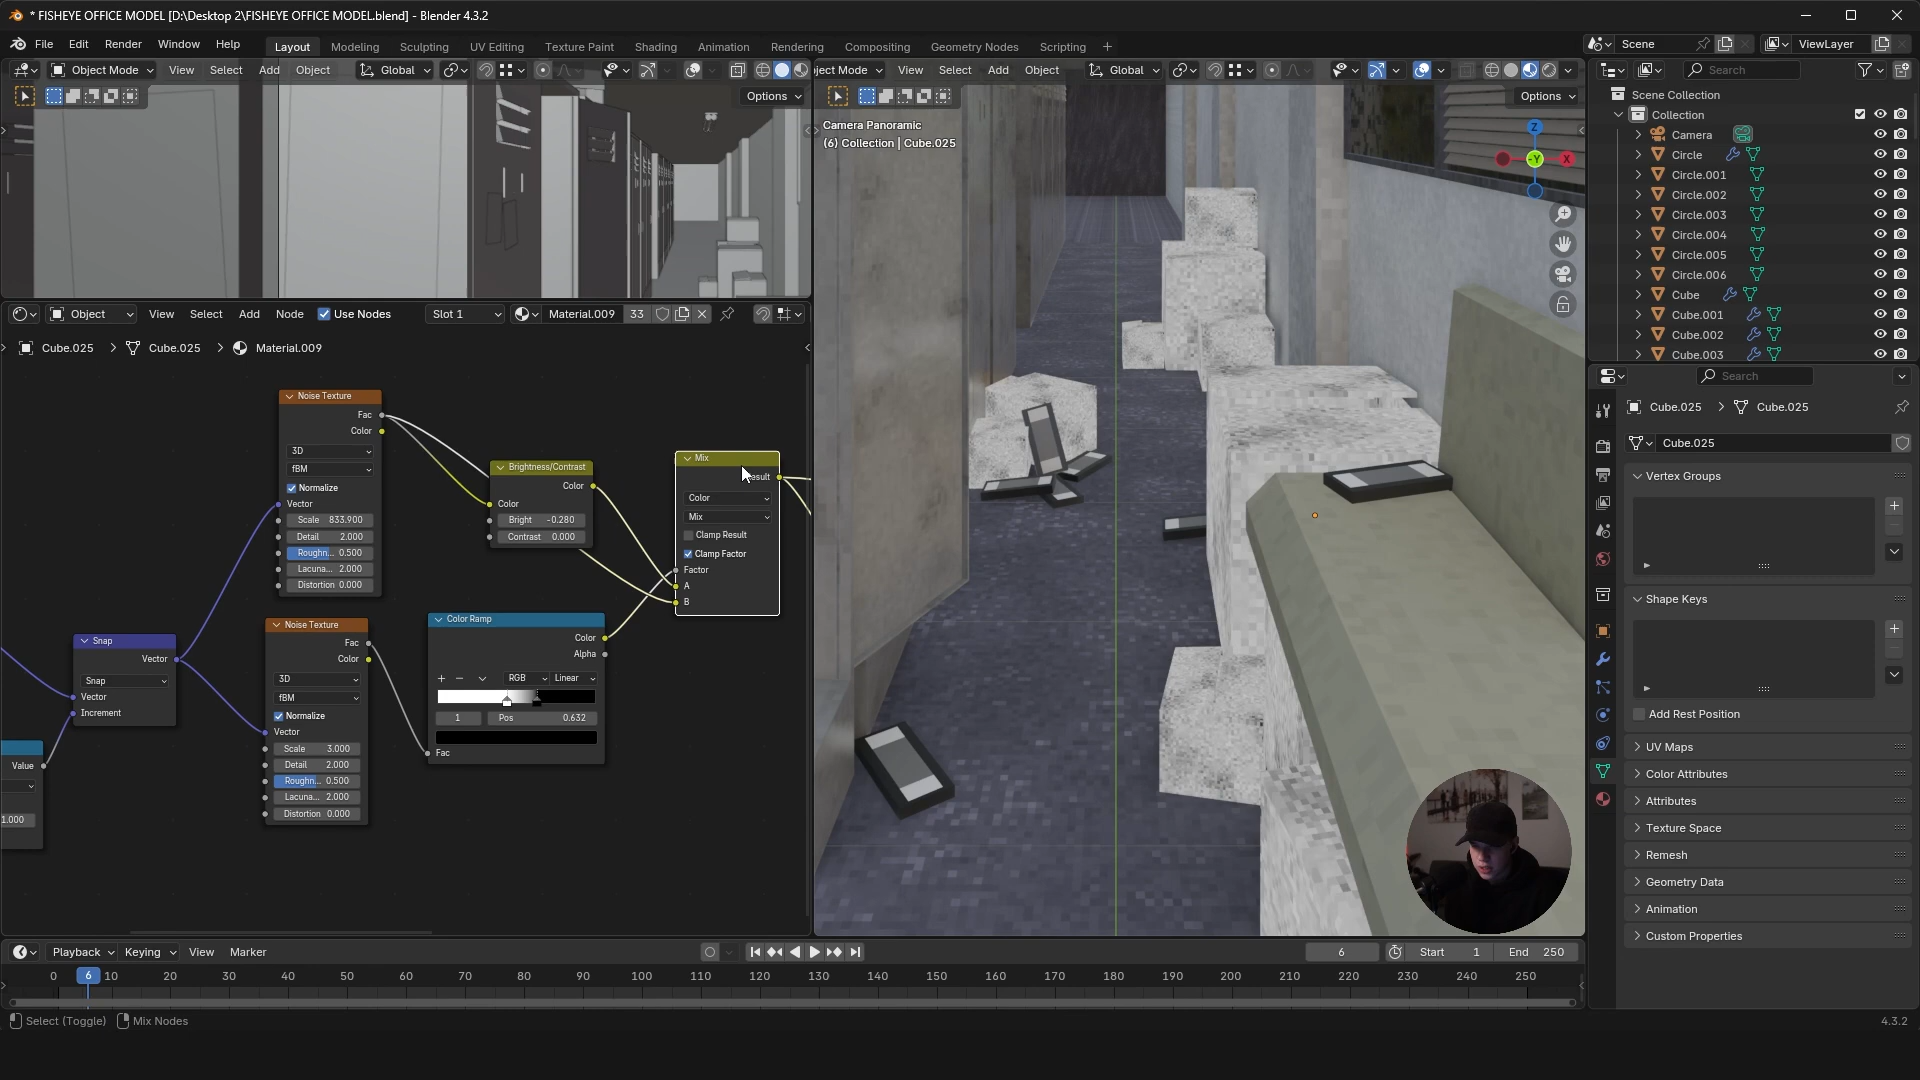 * FISHEYE OFFICE MODEL [D:\Desktop 2\FISHEYE OFFICE MODEL.blend] - Blender 4.3.2
File Edit Render Window Help Layout Modeling Sculpting UV Editing Texture Paint Shading Animation Rendering Compositing Geometry Nodes Scripting + Scene ViewLayer
Object Mode View Select Add Object Global
Options
ject Mode View Select Add Object Global
Options
Camera Panoramic
(6) Collection | Cube.025
Z
-Y
X
Object View Select Add Node Use Nodes Slot 1 Material.009 33
Cube.025 > Cube.025 > Material.009
Noise Texture
Fac
Color
3D
fBM
Normalize
Vector
Scale 833.900
Detail 2.000
Roughn... 0.500
Lacuna... 2.000
Distortion 0.000
Brightness/Contrast
Color
Color
Bright -0.280
Contrast 0.000
Mix
esult
Color
Mix
Clamp Result
Clamp Factor
Factor
A
B
Snap
Vector
Snap
Vector
Increment
Value
1.000
Noise Texture
Fac
Color
3D
fBM
Normalize
Vector
Scale 3.000
Detail 2.000
Roughn... 0.500
Lacuna... 2.000
Distortion 0.000
Color Ramp
Color
Alpha
+ − RGB Linear
1 Pos 0.632
Fac
Search
Scene Collection
Collection
Camera
Circle
Circle.001
Circle.002
Circle.003
Circle.004
Circle.005
Circle.006
Cube
Cube.001
Cube.002
Cube.003
Search
Cube.025 > Cube.025
Cube.025
Vertex Groups
Shape Keys
Add Rest Position
UV Maps
Color Attributes
Attributes
Texture Space
Remesh
Geometry Data
Animation
Custom Properties
Playback Keying View Marker 6 Start 1 End 250
0 6 10 20 30 40 50 60 70 80 90 100 110 120 130 140 150 160 170 180 190 200 210 220 230 240 250
Select (Toggle) Mix Nodes 4.3.2